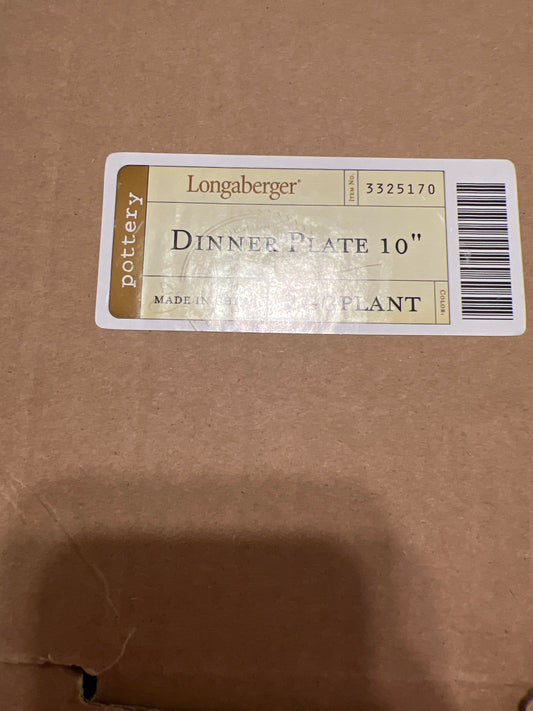 pottery
Longaberger®
ITEM NO. 3325170
DINNER PLATE 10"
MADE IN
PLANT
COLOR: